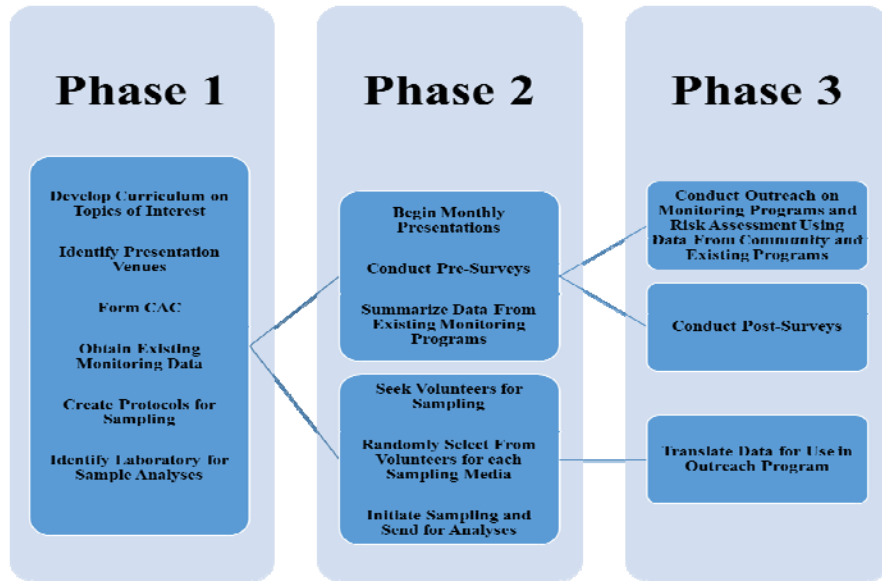 Phase 1
Develop Curriculum on
Topics of Interest
Identify Presentation
Venues
Form CAC
Obtain Existing
Monitoring Data
Create Protocols for
Sampling
Identify Laboratory for
Sample Analyses
Phase 2
Begin Monthly
Presentations
Conduct Pre-Surveys
Summarize Data From
Existing Monitoring
Programs
Seek Volunteers for
Sampling
Randomly Select From
Volunteers for each
Sampling Media
Initiate Sampling and
Send for Analyses
Phase 3
Conduct Outreach on
Monitoring Programs and
Risk Assessment Using
Data From Community and
Existing Programs
Conduct Post-Surveys
Translate Data for Use in
Outreach Program